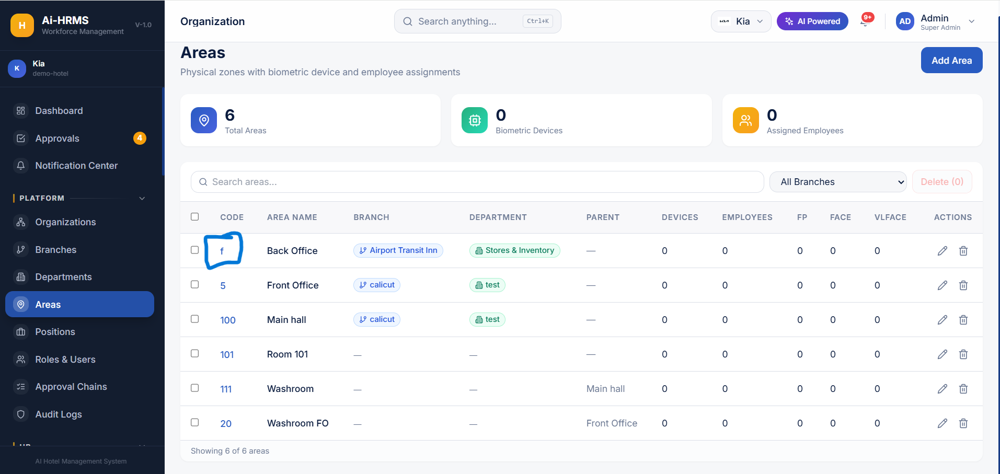 H
Ai-HRMS
Workforce Management
V-1.0
K
Kia
demo-hotel
Dashboard
Approvals
4
Notification Center
PLATFORM
Organizations
Branches
Departments
Areas
Positions
Roles & Users
Approval Chains
Audit Logs
HR
AI Hotel Management System
Organization
Search anything...
Ctrl+K
KIA
Kia
AI Powered
9+
AD
Admin
Super Admin
Areas
Physical zones with biometric device and employee assignments
Add Area
6
Total Areas
0
Biometric Devices
0
Assigned Employees
Search areas...
All Branches
Delete (0)
CODE AREA NAME BRANCH DEPARTMENT PARENT DEVICES EMPLOYEES FP FACE VLFACE ACTIONS
f Back Office Airport Transit Inn Stores & Inventory — 0 0 0 0 0
5 Front Office calicut test — 0 0 0 0 0
100 Main hall calicut test — 0 0 0 0 0
101 Room 101 — — — 0 0 0 0 0
111 Washroom — — Main hall 0 0 0 0 0
20 Washroom FO — — Front Office 0 0 0 0 0
Showing 6 of 6 areas